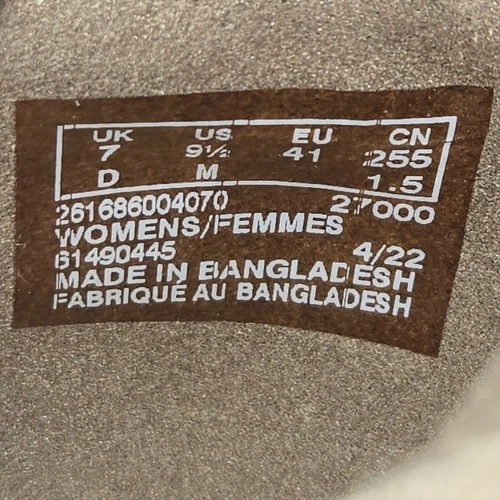 UK US EU CN
7 9½ 41 255
D M 1.5
261686004070 27000
WOMENS/FEMMES
61490445 4/22
MADE IN BANGLADESH
FABRIQUÉ AU BANGLADESH